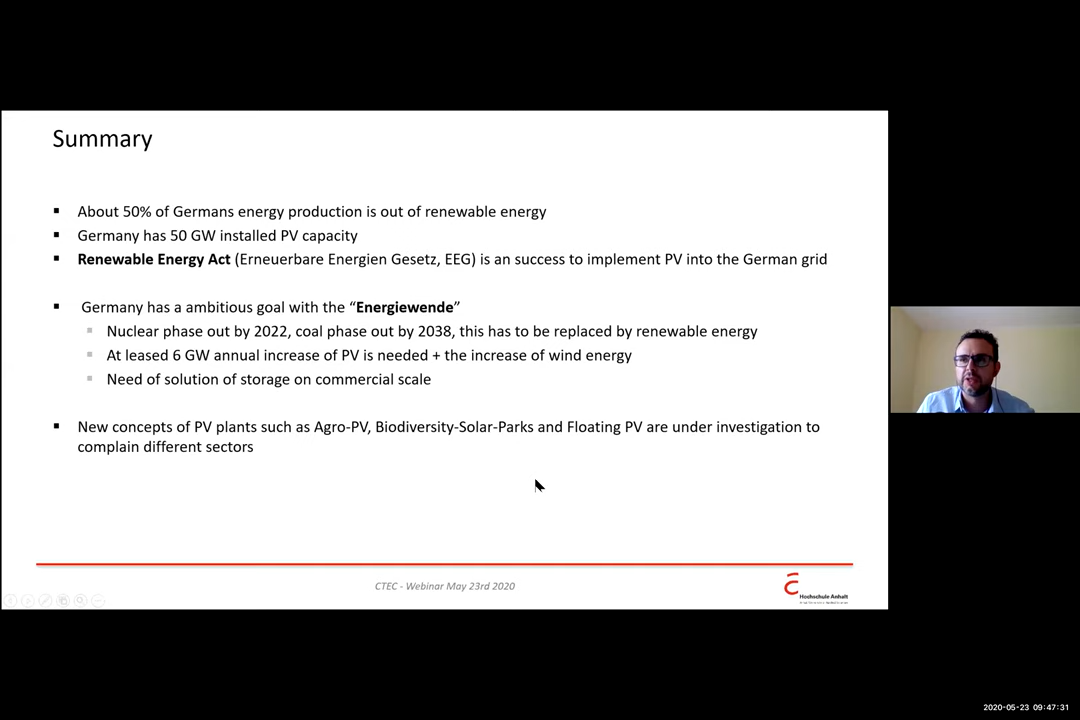 Summary
About 50% of Germans energy production is out of renewable energy
Germany has 50 GW installed PV capacity
Renewable Energy Act (Erneuerbare Energien Gesetz, EEG) is an success to implement PV into the German grid
Germany has a ambitious goal with the “Energiewende”
Nuclear phase out by 2022, coal phase out by 2038, this has to be replaced by renewable energy
At leased 6 GW annual increase of PV is needed + the increase of wind energy
Need of solution of storage on commercial scale
New concepts of PV plants such as Agro-PV, Biodiversity-Solar-Parks and Floating PV are under investigation to
complain different sectors
CTEC - Webinar May 23rd 2020
Hochschule Anhalt
2020-05-23 09:47:31